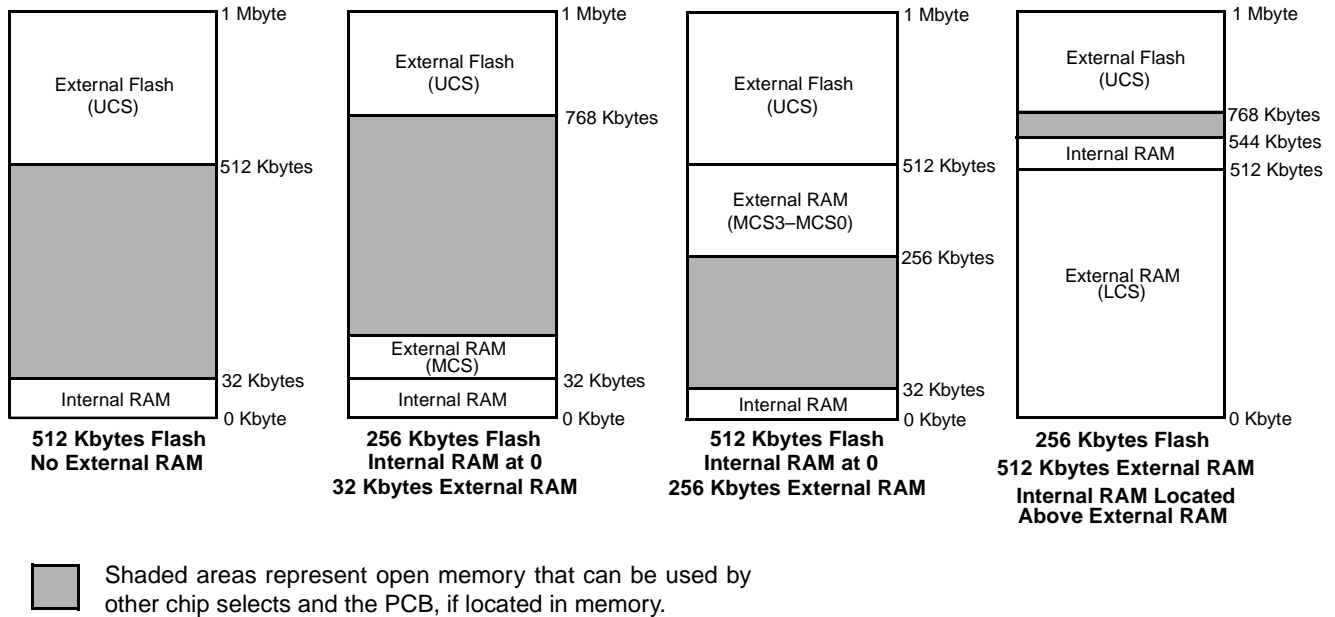 1 Mbyte
External Flash
(UCS)
512 Kbytes
32 Kbytes
Internal RAM
0 Kbyte
512 Kbytes Flash
No External RAM
1 Mbyte
External Flash
(UCS)
768 Kbytes
External RAM
(MCS)
32 Kbytes
Internal RAM
0 Kbyte
256 Kbytes Flash
Internal RAM at 0
32 Kbytes External RAM
1 Mbyte
External Flash
(UCS)
512 Kbytes
External RAM
(MCS3–MCS0)
256 Kbytes
32 Kbytes
Internal RAM
0 Kbyte
512 Kbytes Flash
Internal RAM at 0
256 Kbytes External RAM
1 Mbyte
External Flash
(UCS)
768 Kbytes
544 Kbytes
Internal RAM
512 Kbytes
External RAM
(LCS)
0 Kbyte
256 Kbytes Flash
512 Kbytes External RAM
Internal RAM Located
Above External RAM
Shaded areas represent open memory that can be used by
other chip selects and the PCB, if located in memory.